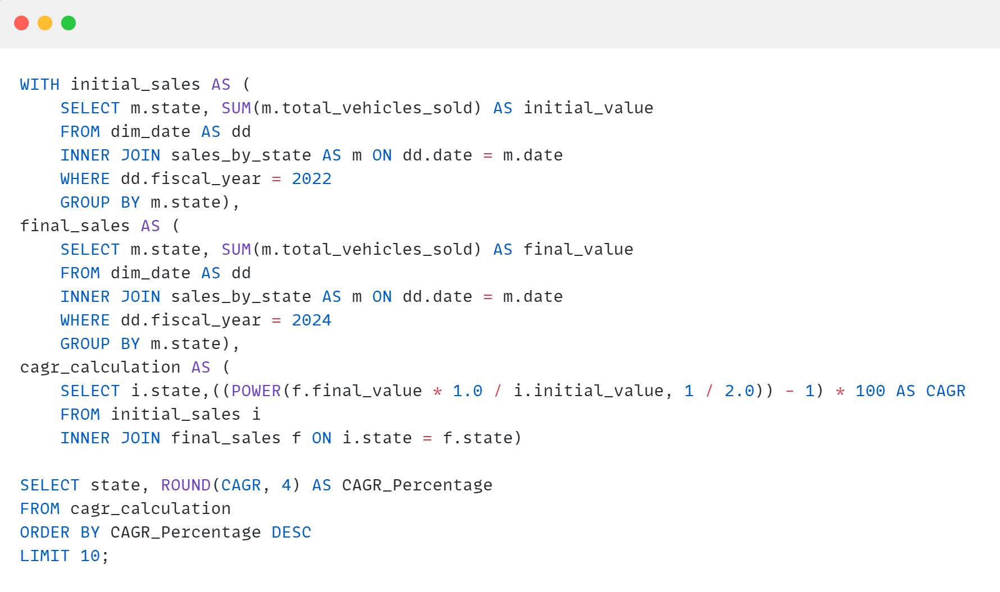 WITH initial_sales AS (
    SELECT m.state, SUM(m.total_vehicles_sold) AS initial_value
    FROM dim_date AS dd
    INNER JOIN sales_by_state AS m ON dd.date = m.date
    WHERE dd.fiscal_year = 2022
    GROUP BY m.state),
final_sales AS (
    SELECT m.state, SUM(m.total_vehicles_sold) AS final_value
    FROM dim_date AS dd
    INNER JOIN sales_by_state AS m ON dd.date = m.date
    WHERE dd.fiscal_year = 2024
    GROUP BY m.state),
cagr_calculation AS (
    SELECT i.state,((POWER(f.final_value * 1.0 / i.initial_value, 1 / 2.0)) - 1) * 100 AS CAGR
    FROM initial_sales i
    INNER JOIN final_sales f ON i.state = f.state)

SELECT state, ROUND(CAGR, 4) AS CAGR_Percentage
FROM cagr_calculation
ORDER BY CAGR_Percentage DESC
LIMIT 10;